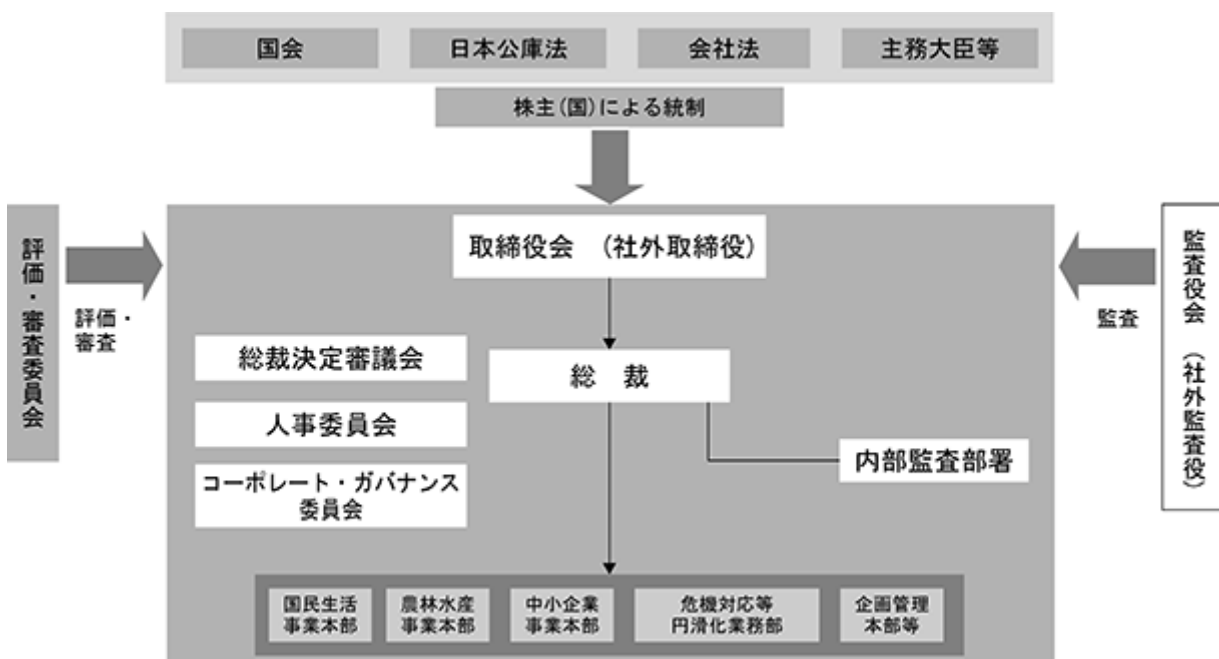 国会
日本公庫法
会社法
主務大臣等
株主(国)による統制
評価・審査委員会
評価・
審査
取締役会 (社外取締役)
監査
監査役会 (社外監査役)
総裁決定審議会
人事委員会
コーポレート・ガバナンス
委員会
総 裁
内部監査部署
国民生活
事業本部
農林水産
事業本部
中小企業
事業本部
危機対応等
円滑化業務部
企画管理
本部等